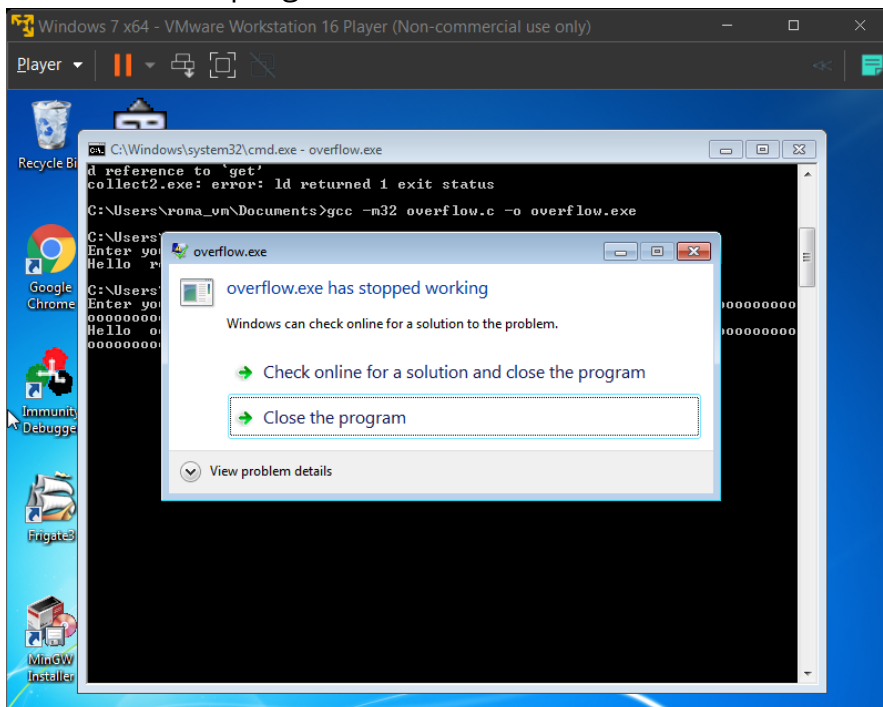 Windows 7 x64 - VMware Workstation 16 Player (Non-commercial use only)
Player
Recycle Bi
C:\Windows\system32\cmd.exe - overflow.exe
d reference to `get'
collect2.exe: error: ld returned 1 exit status
C:\Users\roma_vm\Documents>gcc -m32 overflow.c -o overflow.exe
C:\Users
Enter you
Hello
C:\Users
Enter you
Hello
overflow.exe
overflow.exe has stopped working
Windows can check online for a solution to the problem.
Check online for a solution and close the program
Close the program
View problem details
Google
Chrome
Immunity
Debugge
Frigate3
MinGW
Installer